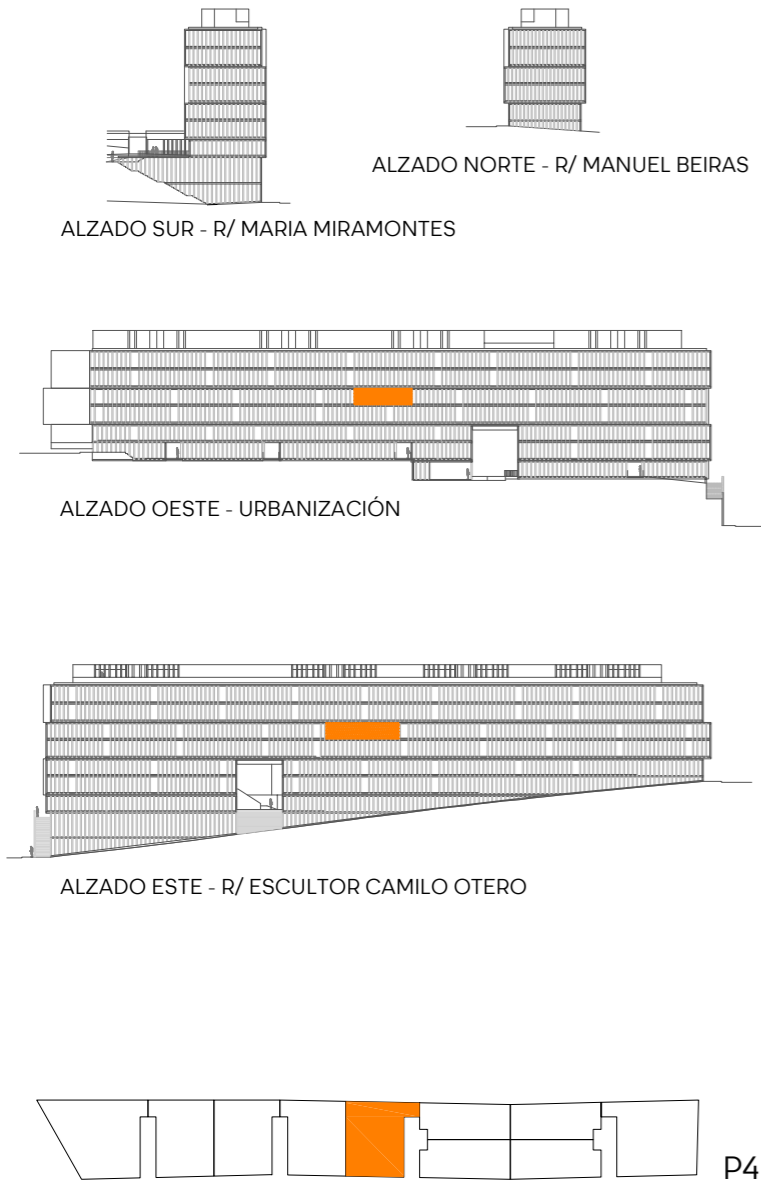 ALZADO NORTE - R/ MANUEL BEIRAS
ALZADO SUR - R/ MARIA MIRAMONTES
ALZADO OESTE - URBANIZACIÓN
ALZADO ESTE - R/ ESCULTOR CAMILO OTERO
P4